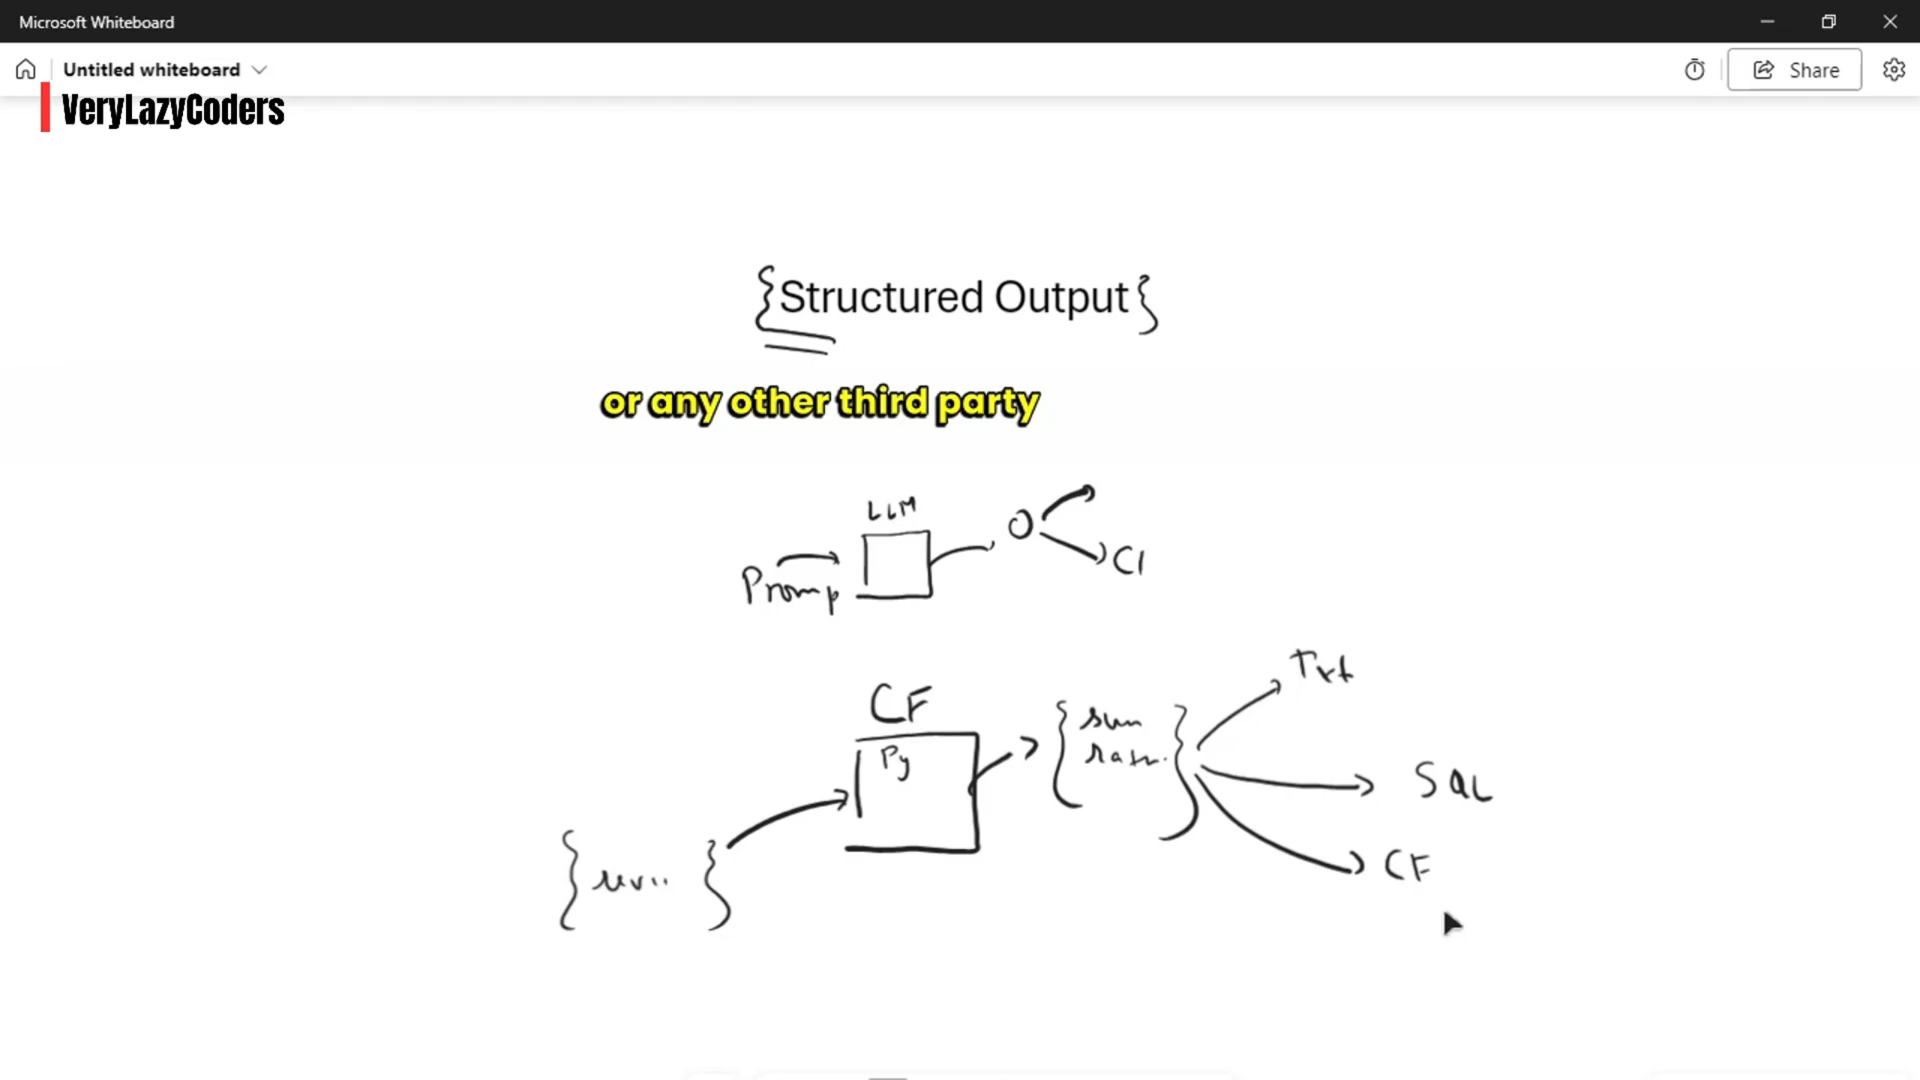 Microsoft Whiteboard
Untitled whiteboard
Share
VeryLazyCoders
{Structured Output}
or any other third party
LLM
O
Promp
CI
Txt
CF
Py
{ sum
SQL
CF